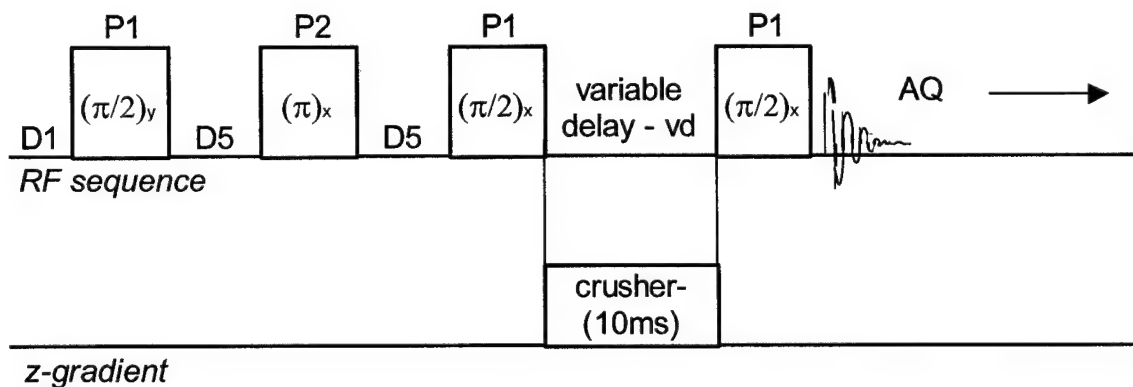 P1 P2 P1 P1
(π/2)y (π)x (π/2)x variable delay - vd (π/2)x AQ
D1 D5 D5
RF sequence
crusher-
(10ms)
z-gradient